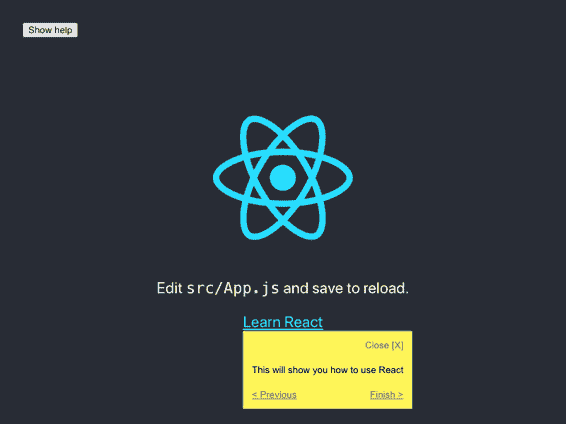 Show help
Edit src/App.js and save to reload.
Learn React
Close [X]
This will show you how to use React
< Previous Finish >